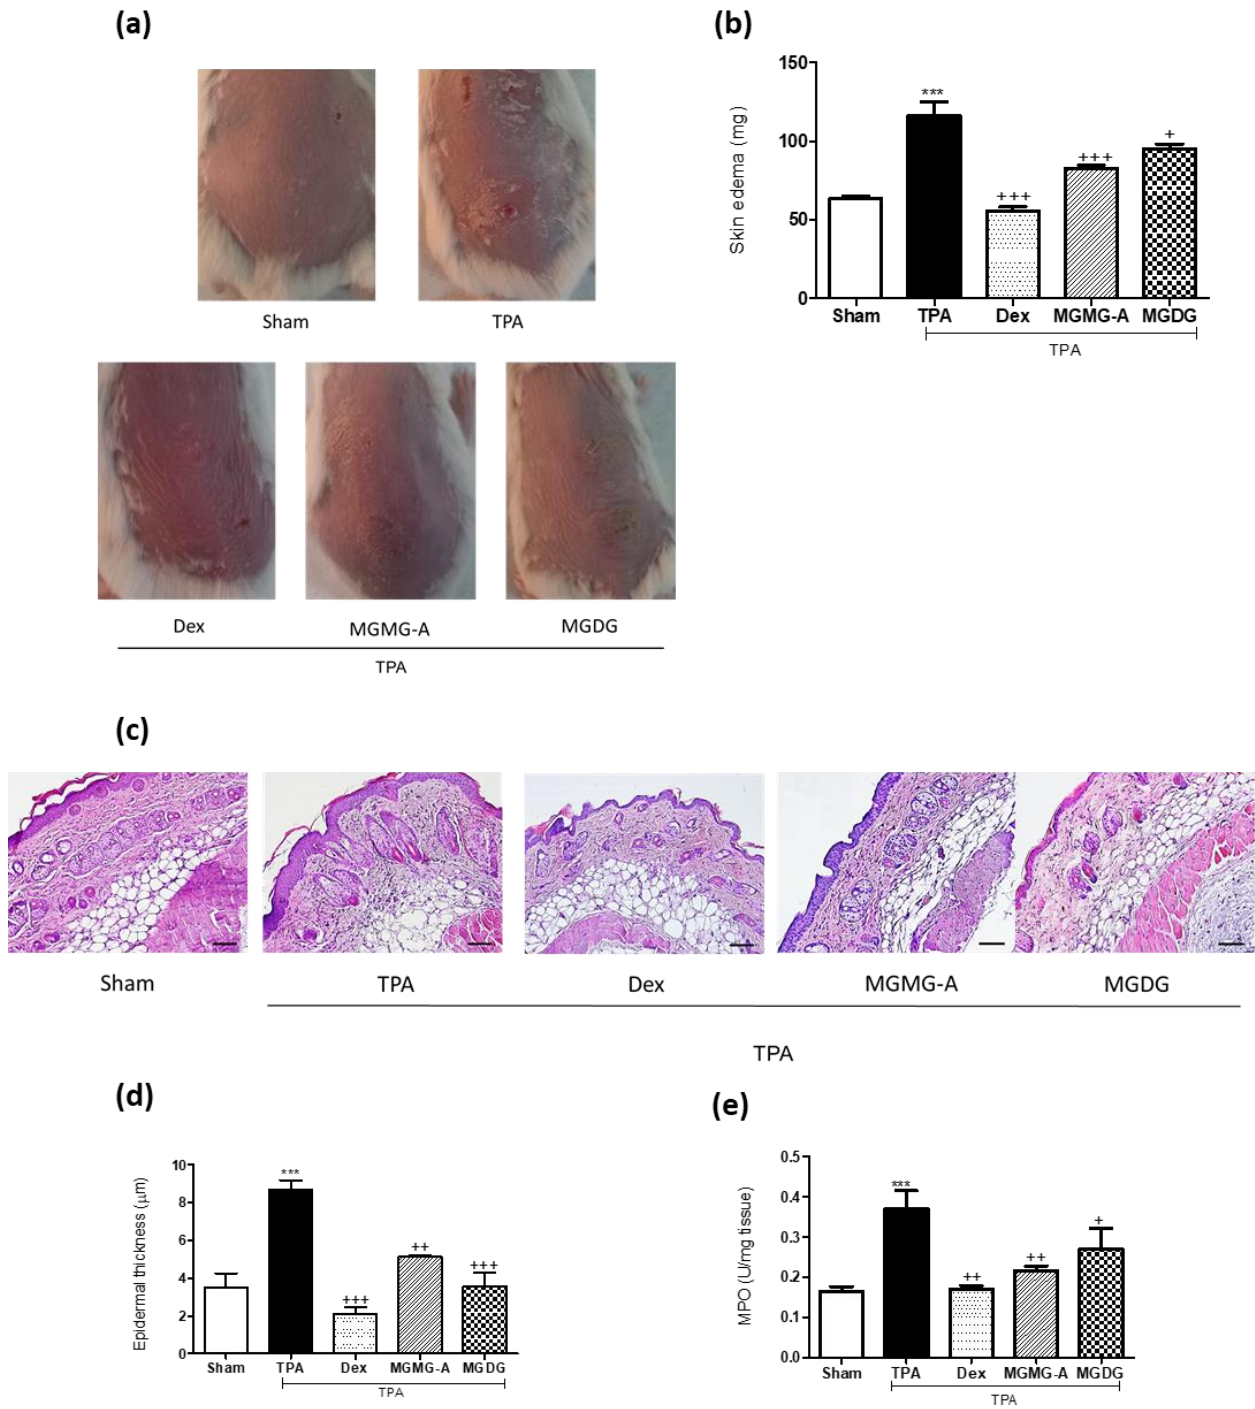 (a)
Sham
TPA
Dex
MGMG-A
MGDG
TPA
(b)
Skin edema (mg)
150
100
50
0
***
+++
+++
+
Sham
TPA
Dex
MGMG-A
MGDG
TPA
(c)
Sham
TPA
Dex
MGMG-A
MGDG
TPA
(d)
Epidermal thickness (μm)
10
8
6
4
2
0
***
+++
++
+++
Sham
TPA
Dex
MGMG-A
MGDG
TPA
(e)
MPO (U/mg tissue)
0.5
0.4
0.3
0.2
0.1
0.0
***
++
++
+
Sham
TPA
Dex
MGMG-A
MGDG
TPA